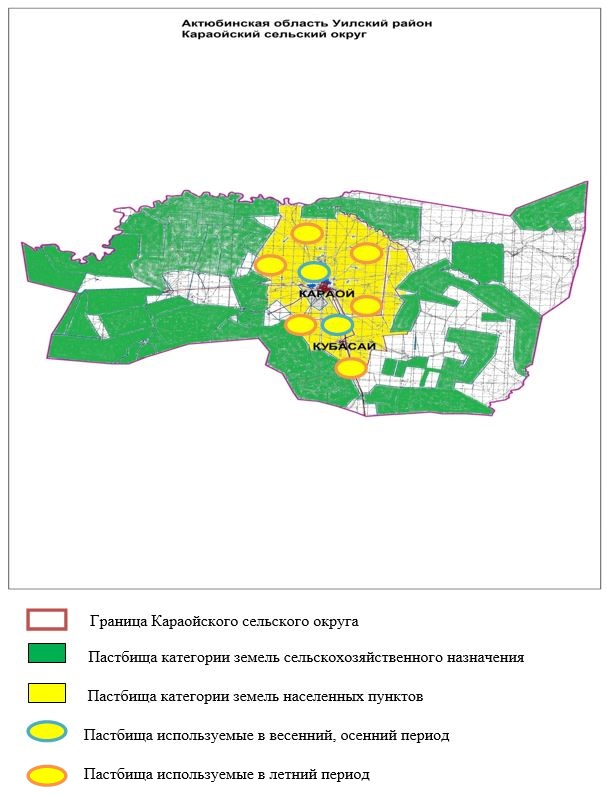 Актюбинская область Уилский район
Караойский сельский округ
КАРАОЙ
КУБАСАЙ
Граница Караойского сельского округа
Пастбища категории земель сельскохозяйственного назначения
Пастбища категории земель населенных пунктов
Пастбища используемые в весенний, осенний период
Пастбища используемые в летний период